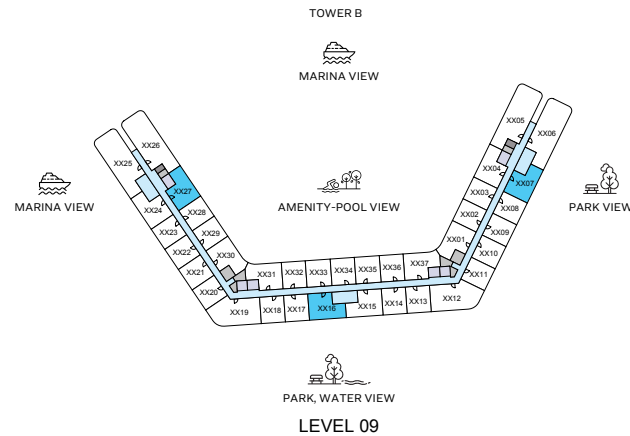 TOWER B
MARINA VIEW
XX05
XX06
XX26
XX25
XX04
XX27
XX07
MARINA VIEW
AMENITY-POOL VIEW
PARK VIEW
XX24
XX28
XX03
XX08
XX23
XX29
XX02
XX09
XX22
XX30
XX01
XX10
XX21
XX31
XX32
XX33
XX34
XX35
XX36
XX37
XX11
XX20
XX19
XX18
XX17
XX16
XX15
XX14
XX13
XX12
PARK, WATER VIEW
LEVEL 09